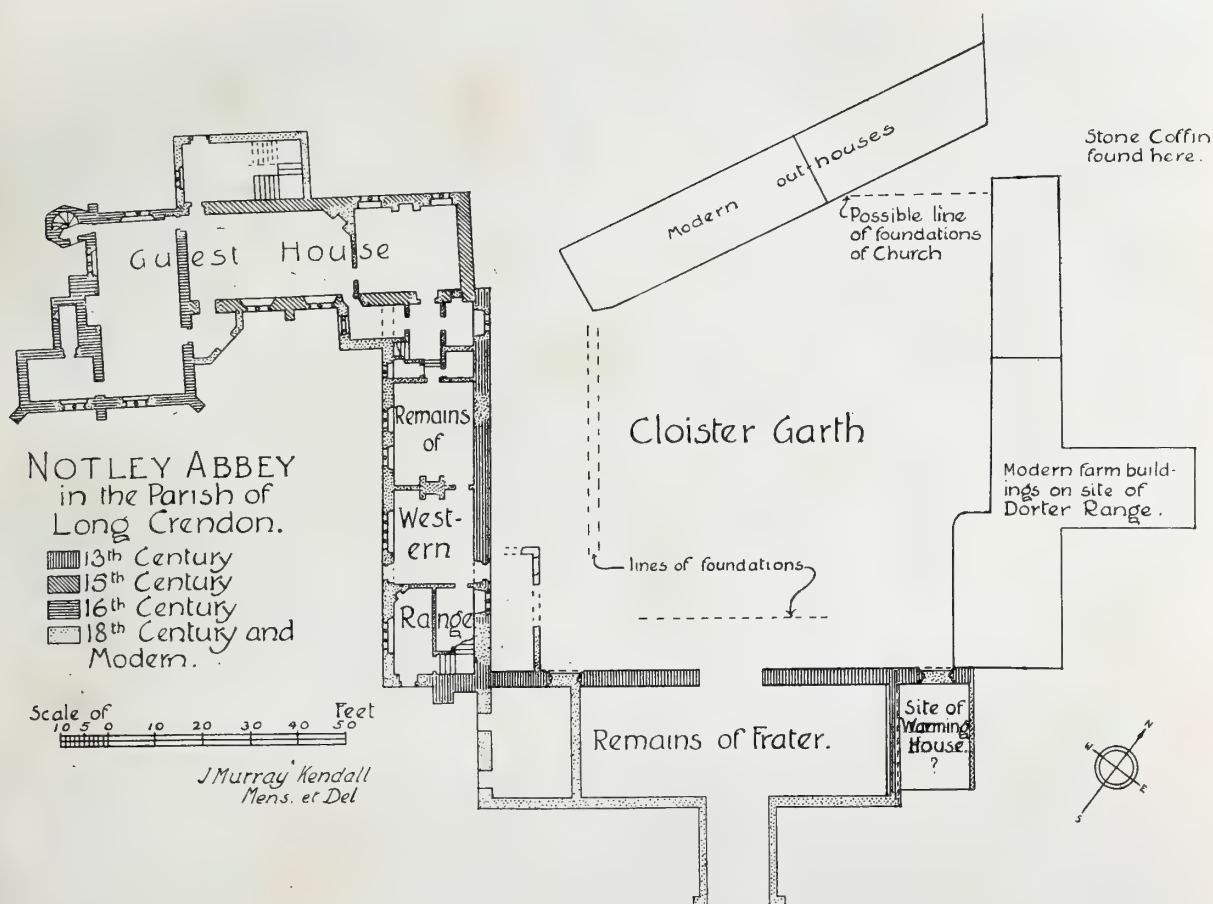 Stone Coffin
found here.
Modern out-houses
Possible line
of foundations
of Church
Guest House
Remains
of
West-
ern
Range
Cloister Garth
Modern farm build-
ings on site of
Dorter Range.
NOTLEY ABBEY
in the Parish of
Long Crendon.
13th Century
15th Century
16th Century
18th Century and
Modern.
lines of foundations
Scale of Feet
10 5 0 10 20 30 40 50
J Murray Kendall
Mens. et Del
Remains of Frater.
Site of
Warming
House.
?
N
W
E
S